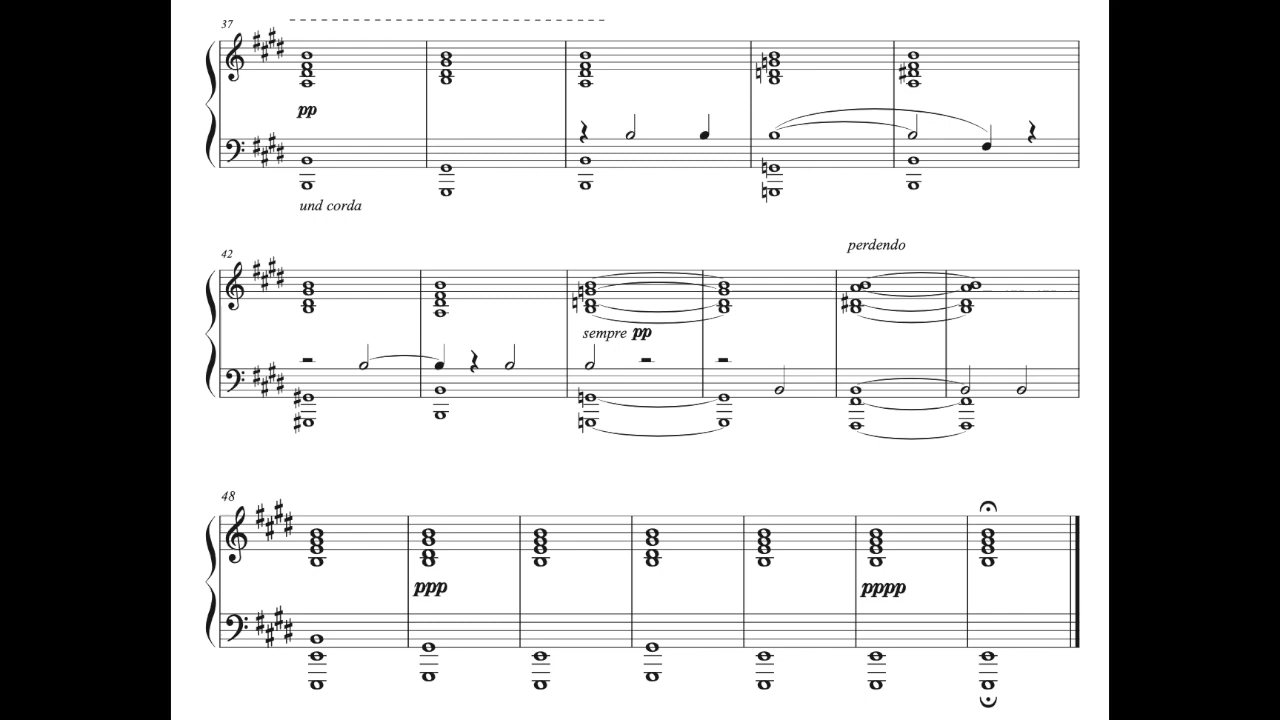 37
pp
und corda
42
perdendo
sempre pp
48
ppp
pppp